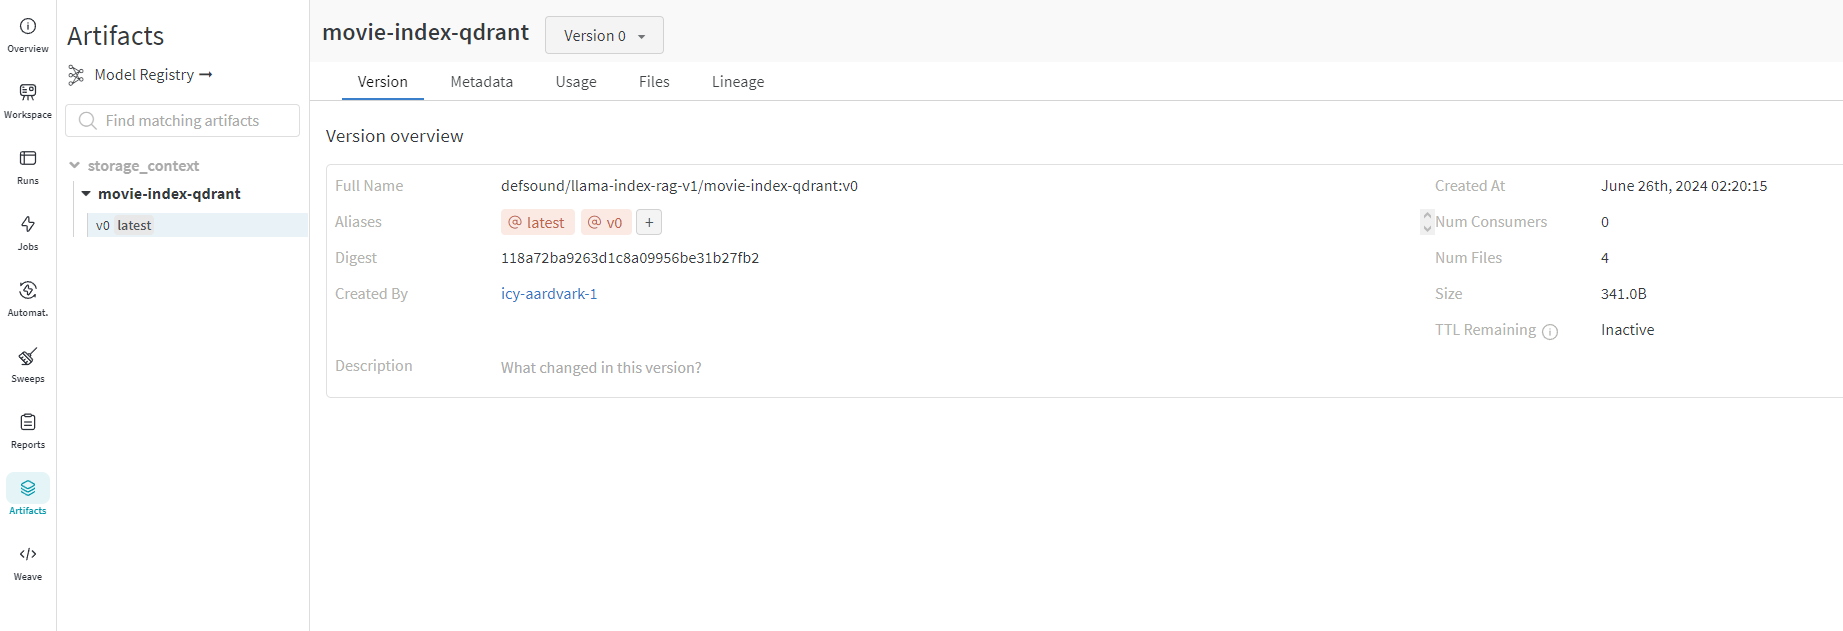 Overview
Workspace
Runs
Jobs
Automat.
Sweeps
Reports
Artifacts
Weave
Artifacts
Model Registry
Find matching artifacts
storage_context
movie-index-qdrant
v0 latest
movie-index-qdrant
Version 0
Version Metadata Usage Files Lineage
Version overview
Full Name defsound/llama-index-rag-v1/movie-index-qdrant:v0
Aliases @ latest @ v0 +
Digest 118a72ba9263d1c8a09956be31b27fb2
Created By icy-aardvark-1
Description What changed in this version?
Created At June 26th, 2024 02:20:15
Num Consumers 0
Num Files 4
Size 341.0B
TTL Remaining Inactive